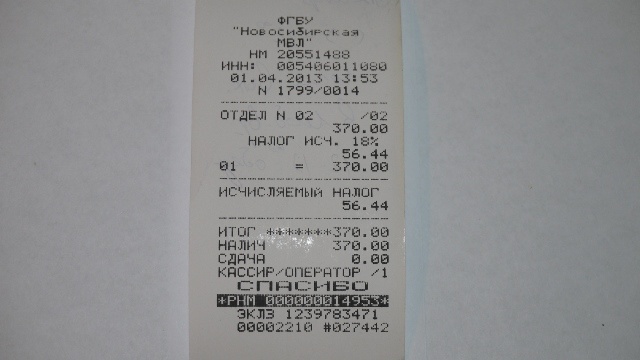 ФГБУ
"Новосибирская
МВЛ"
НМ 20551488
ИНН: 005406011080
01.04.2013 13:53
N 1799/0014
ОТДЕЛ N 02 /02
370.00
НАЛОГ ИСЧ. 18%
56.44
01 = 370.00
ИСЧИСЛЯЕМЫЙ НАЛОГ
56.44
ИТОГ *******370.00
НАЛИЧ 370.00
СДАЧА 0.00
КАССИР/ОПЕРАТОР /1
СПАСИБО
*РНМ 000000014953*
ЭКЛЗ 1239783471
00002210 #027442